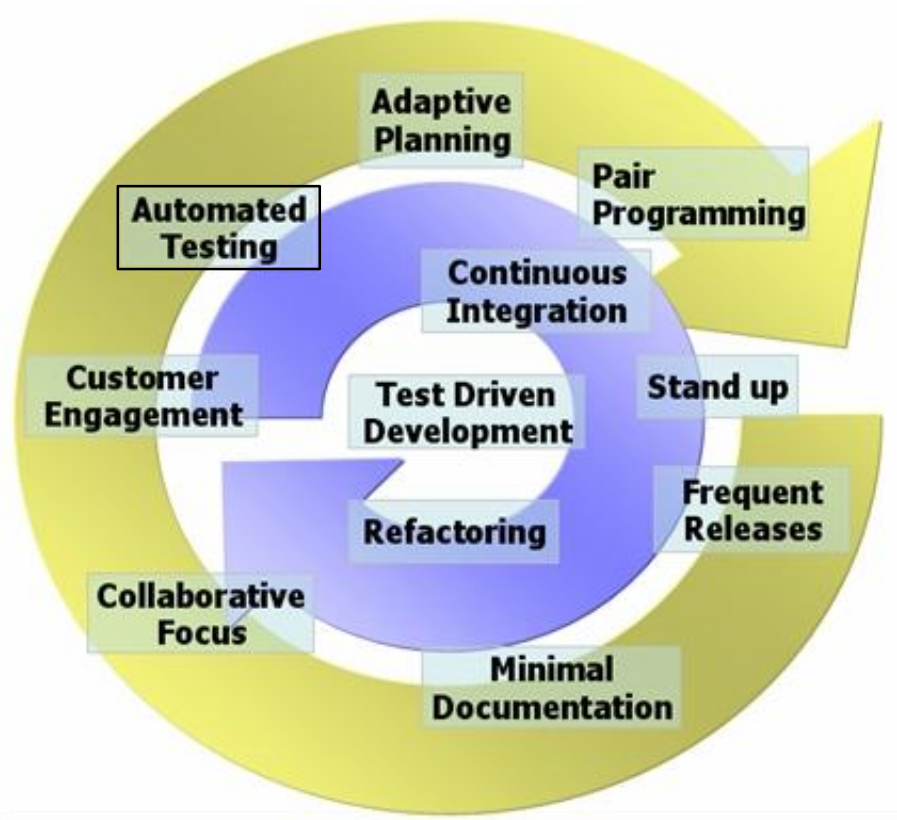 Adaptive
Planning
Pair
Programming
Automated
Testing
Continuous
Integration
Customer
Engagement
Test Driven
Development
Stand up
Frequent
Releases
Refactoring
Collaborative
Focus
Minimal
Documentation